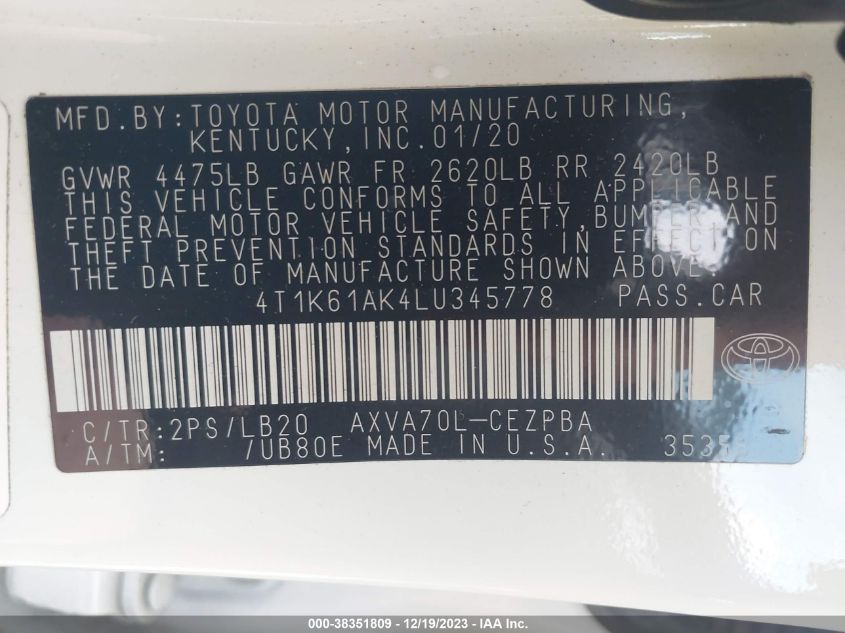 MFD.BY:TOYOTA MOTOR MANUFACTURING,
KENTUCKY,INC.01/20
GVWR 4475LB GAWR FR 2620LB RR 2420LB
THIS VEHICLE CONFORMS TO ALL APPLICABLE
FEDERAL MOTOR VEHICLE SAFETY,BUMPER,AND
THEFT PREVENTION STANDARDS IN EFFECT ON
THE DATE OF MANUFACTURE SHOWN ABOVE.
4T1K61AK4LU345778 PASS.CAR
C/TR:2PS/LB20 AXVA70L-CEZPBA
A/TM: /UB80E MADE IN U.S.A.
000-38351809 - 12/19/2023 - IAA Inc.